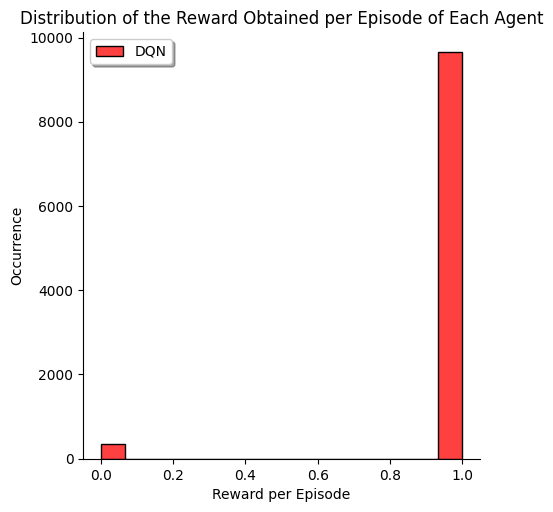 Distribution of the Reward Obtained per Episode of Each Agent
DQN
10000
8000
6000
4000
2000
0
Occurrence
0.0 0.2 0.4 0.6 0.8 1.0
Reward per Episode